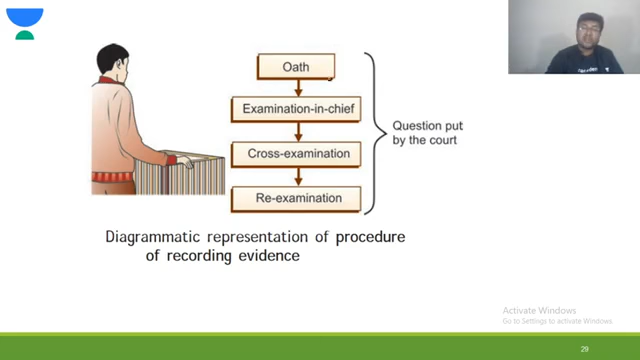 Oath
Examination-in-chief
Cross-examination
Re-examination
Question put
by the court
Diagrammatic representation of procedure
of recording evidence
Activate Windows
Go to Settings to activate Windows.
29